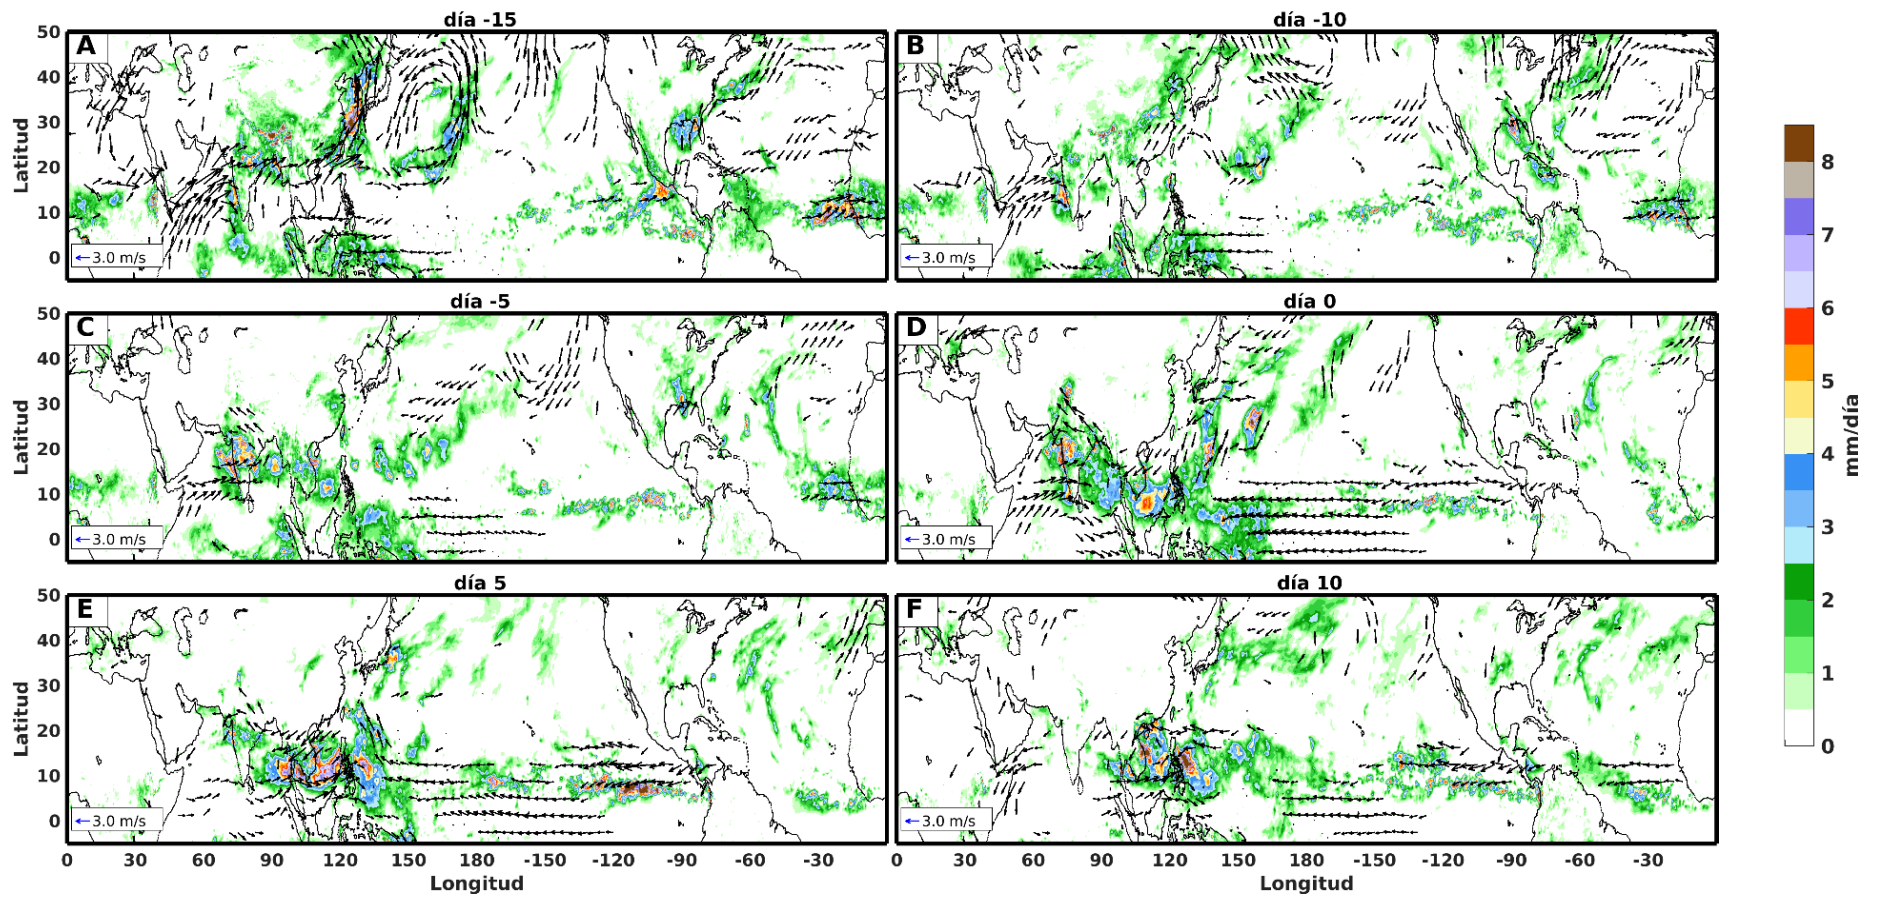 día -15
día -10
50
40
30
20
10
0
Latitud
A
3.0 m/s
B
3.0 m/s
día -5
día 0
50
40
30
20
10
0
Latitud
C
3.0 m/s
D
3.0 m/s
día 5
día 10
50
40
30
20
10
0
Latitud
E
3.0 m/s
F
3.0 m/s
0 30 60 90 120 150 180 -150 -120 -90 -60 -30
0 30 60 90 120 150 180 -150 -120 -90 -60 -30
Longitud
Longitud
8
7
6
5
4
3
2
1
0
mm/día